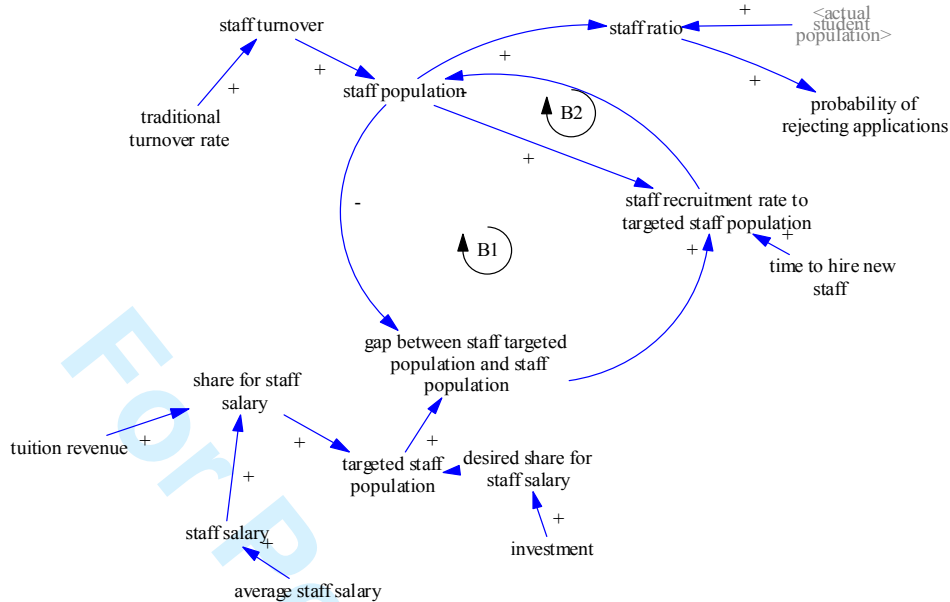 staff turnover
+
+
traditional
turnover rate
staff population
-
staff ratio
+
<actual
student
population>
+
+
probability of
rejecting applications
B2
+
staff recruitment rate to
targeted staff population
-
B1
+
+
time to hire new
staff
gap between staff targeted
population and staff
population
share for staff
salary
tuition revenue
+
+
+
targeted staff
population
desired share for
staff salary
+
staff salary
+
+
investment
average staff salary
For P